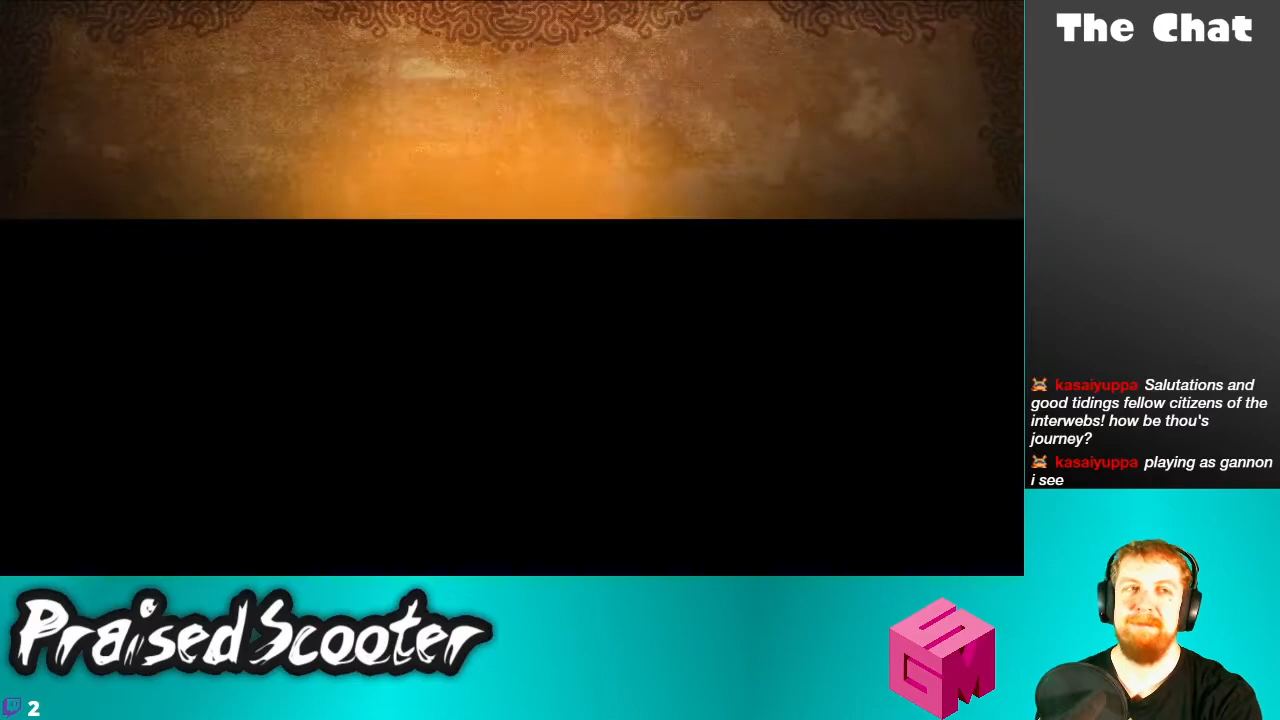 The Chat
kasaiyuppa Salutations and
good tidings fellow citizens of the
interwebs! how be thou's
journey?
kasaiyuppa playing as gannon
i see
PraisedScooter
SGM
2